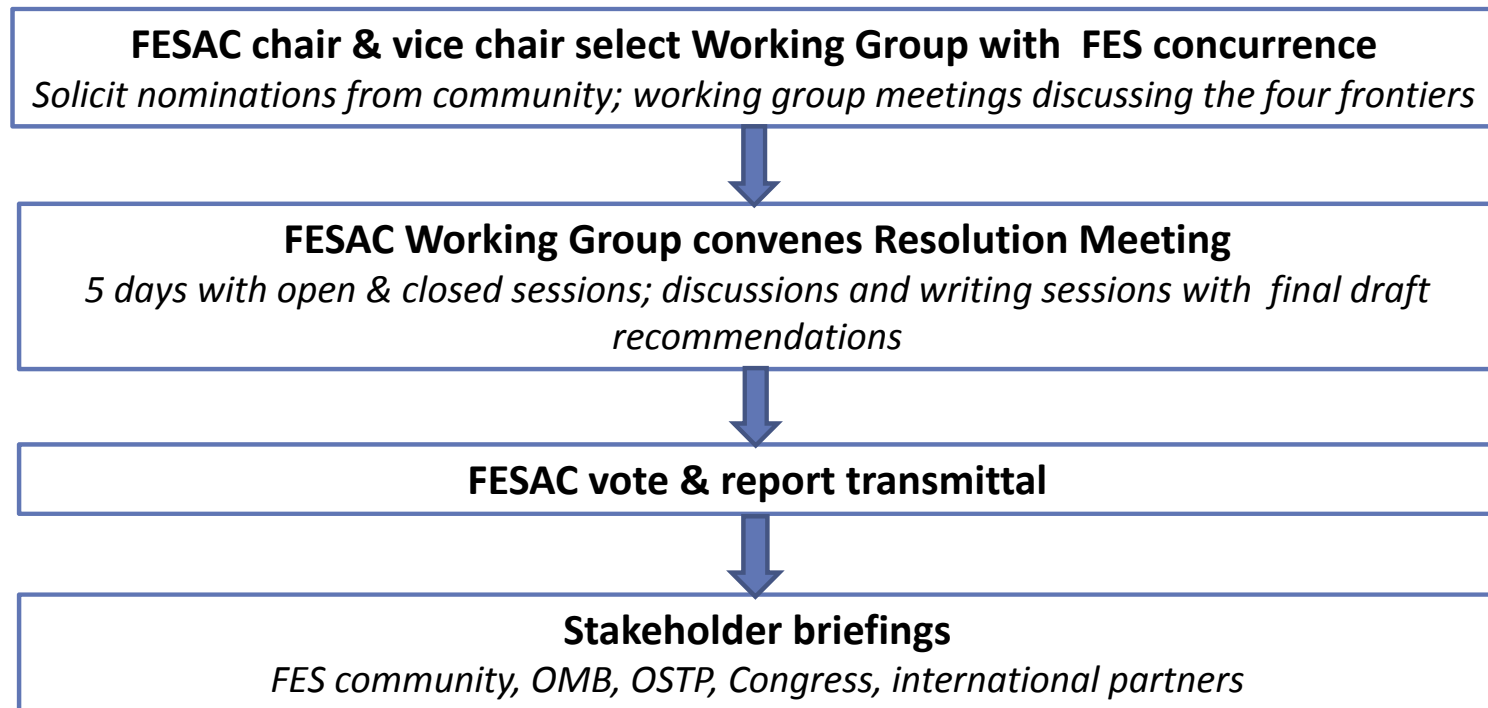 FESAC chair & vice chair select Working Group with  FES concurrence
Solicit nominations from community; working group meetings discussing the four frontiers
FESAC Working Group convenes Resolution Meeting
5 days with open & closed sessions; discussions and writing sessions with  final draft
recommendations
FESAC vote & report transmittal
Stakeholder briefings
FES community, OMB, OSTP, Congress, international partners